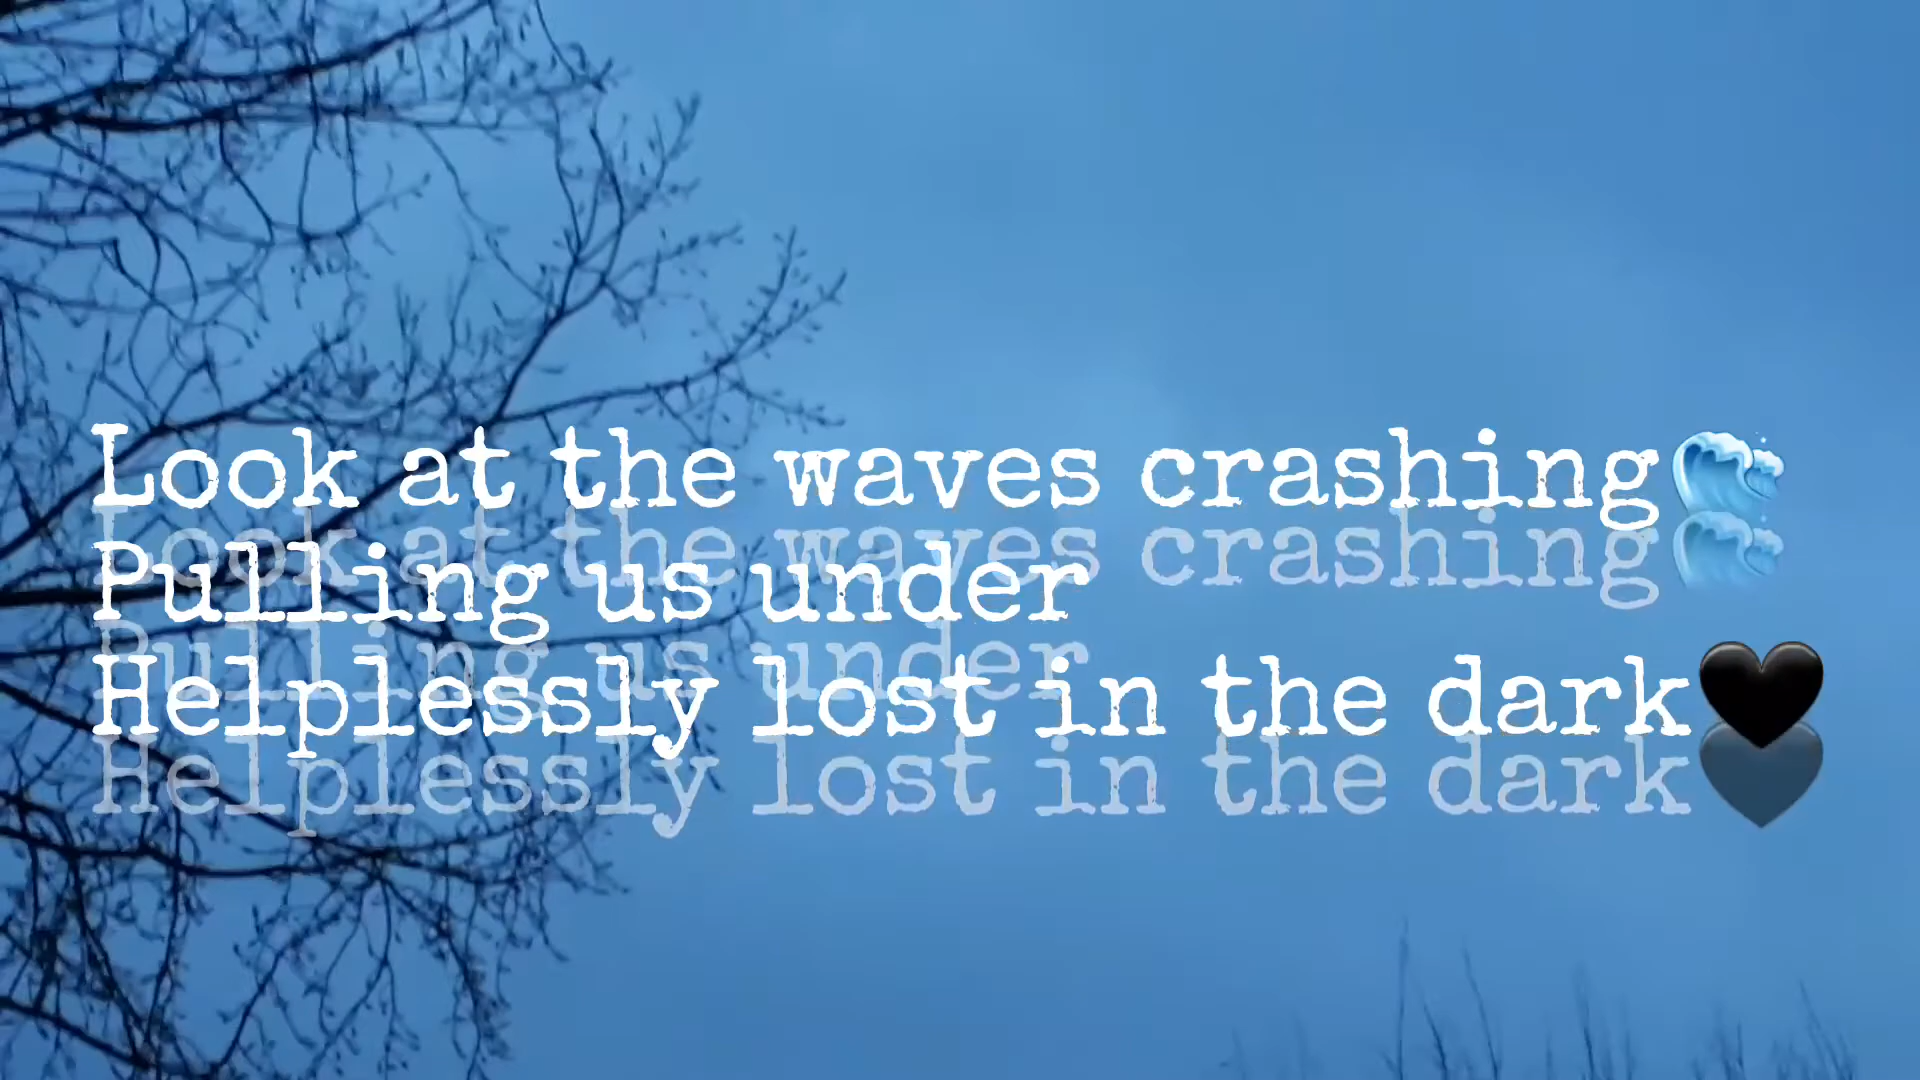 Look at the waves crashing🌊
Pulling us under
Helplessly lost in the dark🖤